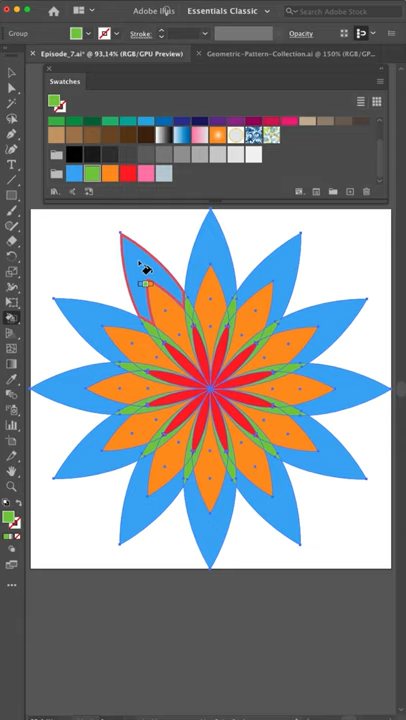 Adobe Illus
Essentials Classic
Adobe Stock
Group
Stroke:
Opacity
Episode_7.ai* @ 93,14% (RGB/GPU Preview)
Geometric-Pattern-Collection.ai @ 150% (RGB/GP...
Swatches